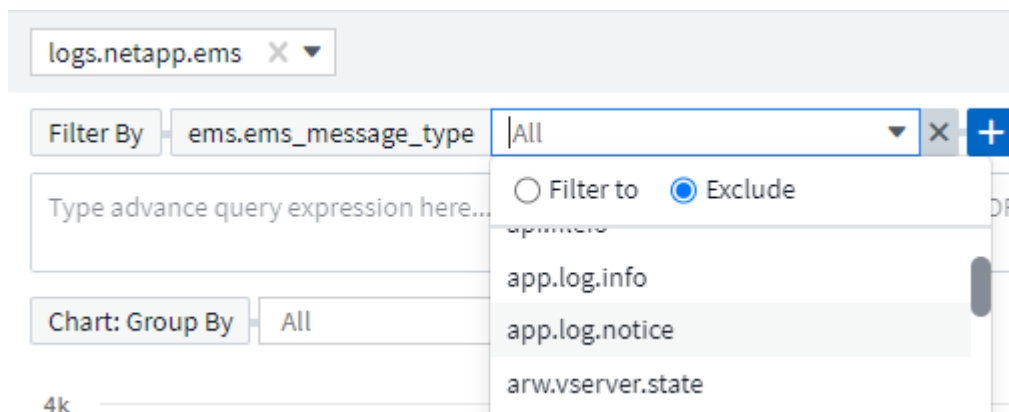 logs.netapp.ems
Filter By ems.ems_message_type All
Filter to Exclude
Type advance query expression here...
app.log.info
Chart: Group By All
app.log.notice
arw.vserver.state
4k